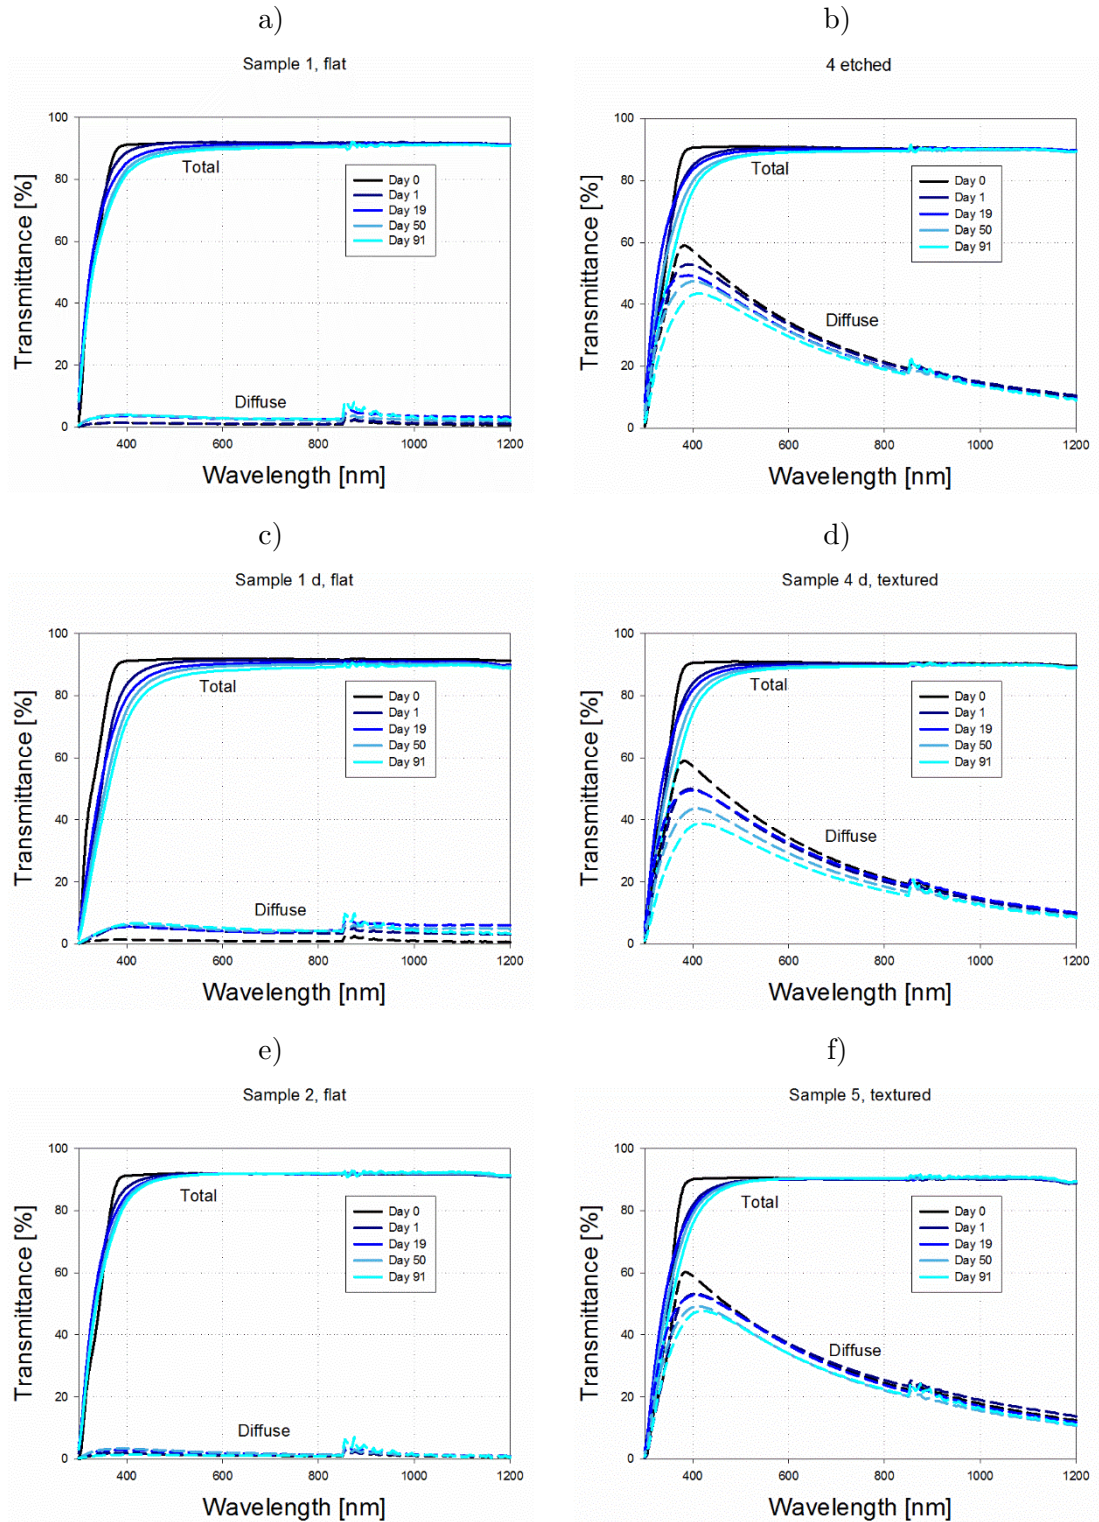 a)
Sample 1, flat
Transmittance [%]
100
80
60
40
20
0
Total
Day 0
Day 1
Day 19
Day 50
Day 91
Diffuse
400
600
800
1000
1200
Wavelength [nm]
b)
4 etched
Transmittance [%]
100
80
60
40
20
0
Total
Day 0
Day 1
Day 19
Day 50
Day 91
Diffuse
400
600
800
1000
1200
Wavelength [nm]
c)
Sample 1 d, flat
Transmittance [%]
100
80
60
40
20
0
Total
Day 0
Day 1
Day 19
Day 50
Day 91
Diffuse
400
600
800
1000
1200
Wavelength [nm]
d)
Sample 4 d, textured
Transmittance [%]
100
80
60
40
20
0
Total
Day 0
Day 1
Day 19
Day 50
Day 91
Diffuse
400
600
800
1000
1200
Wavelength [nm]
e)
Sample 2, flat
Transmittance [%]
100
80
60
40
20
0
Total
Day 0
Day 1
Day 19
Day 50
Day 91
Diffuse
400
600
800
1000
1200
Wavelength [nm]
f)
Sample 5, textured
Transmittance [%]
100
80
60
40
20
0
Total
Day 0
Day 1
Day 19
Day 50
Day 91
Diffuse
400
600
800
1000
1200
Wavelength [nm]